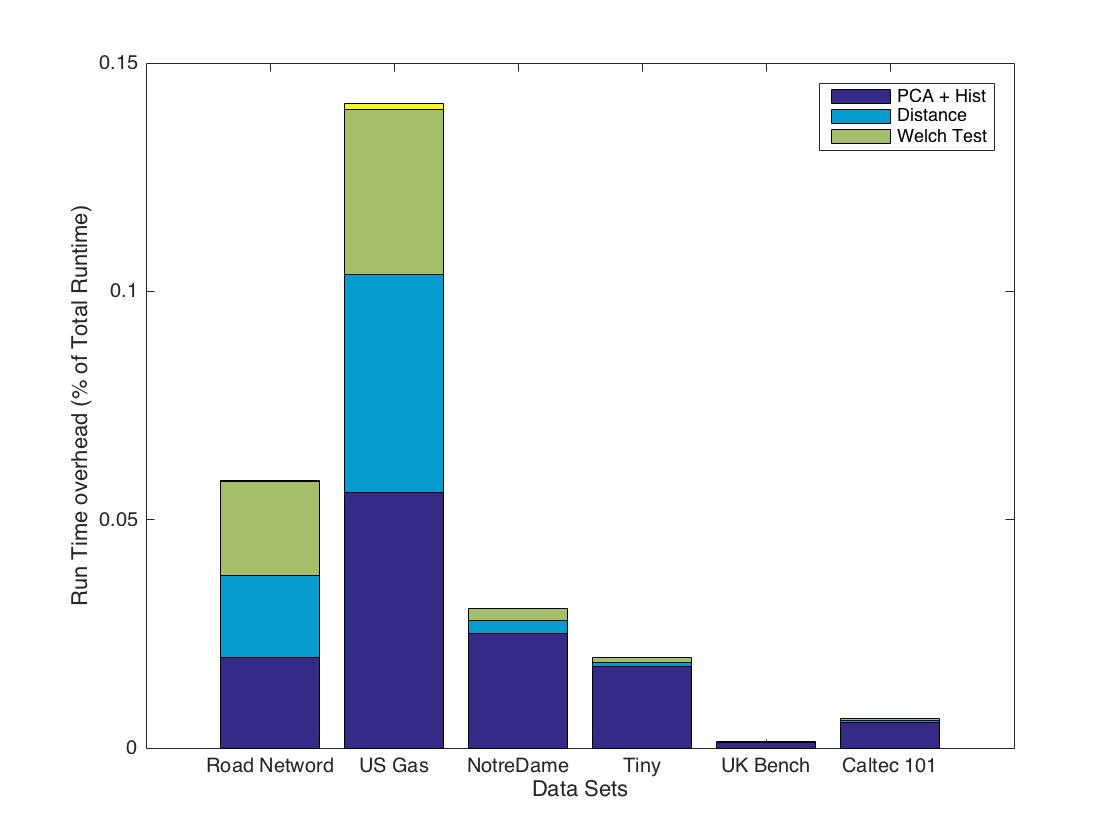 0.15
0.1
0.05
0
Run Time overhead (% of Total Runtime)
PCA + Hist
Distance
Welch Test
Road Netword US Gas NotreDame Tiny UK Bench Caltec 101
Data Sets